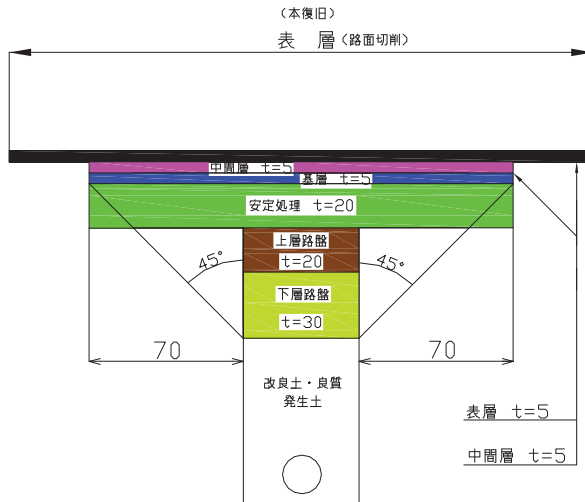 (本復旧)
表 層(路面切削)
中間層 t=5
基層 t=5
安定処理 t=20
上層路盤
t=20
45°
45°
下層路盤
t=30
70
70
改良土・良質
発生土
表層 t=5
中間層 t=5